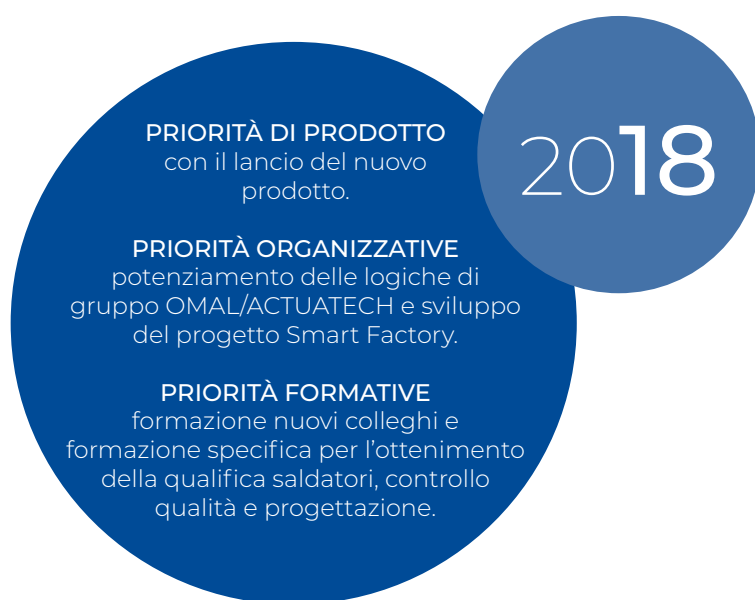 2018
PRIORITÀ DI PRODOTTO
con il lancio del nuovo
prodotto.
PRIORITÀ ORGANIZZATIVE
potenziamento delle logiche di
gruppo OMAL/ACTUATECH e sviluppo
del progetto Smart Factory.
PRIORITÀ FORMATIVE
formazione nuovi colleghi e
formazione specifica per l’ottenimento
della qualifica saldatori, controllo
qualità e progettazione.